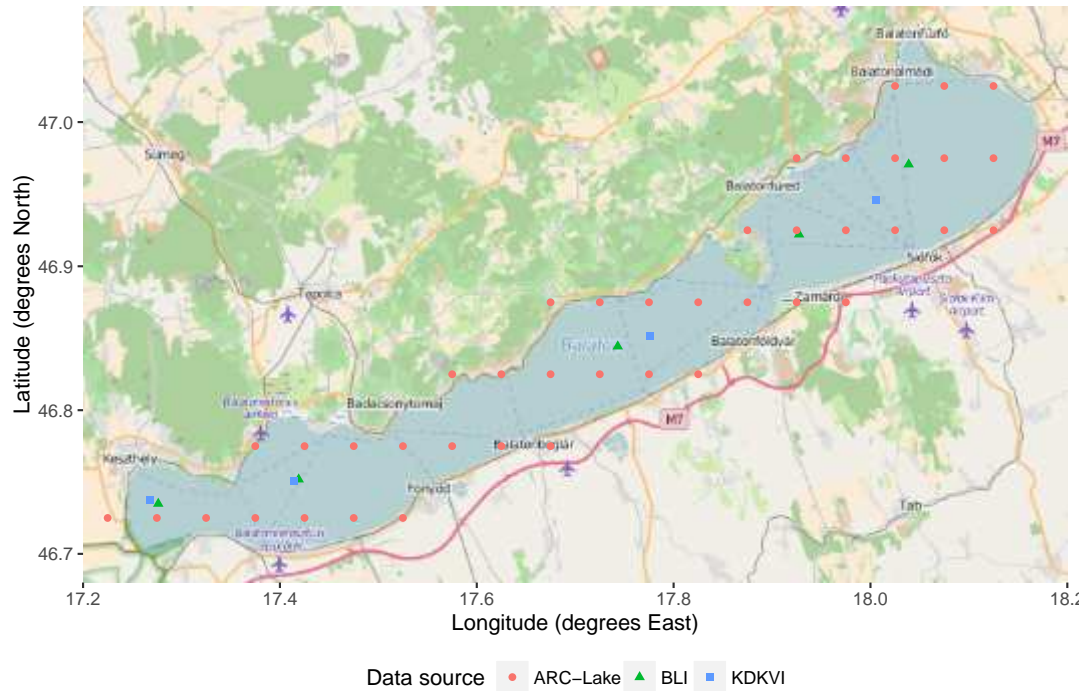 Balatonfűzfő
Balatonalmádi
47.0
M7
Sümeg
Balatonfüred
46.9
Siófok
Tapolca
Zamárdi
Balatonföldvár
46.8
Badacsonytomaj
M7
Balatonboglár
Keszthely
Fonyód
Tab
46.7
17.2
17.4
17.6
17.8
18.0
18.2
Latitude (degrees North)
Longitude (degrees East)
Data source
ARC−Lake
BLI
KDKVI